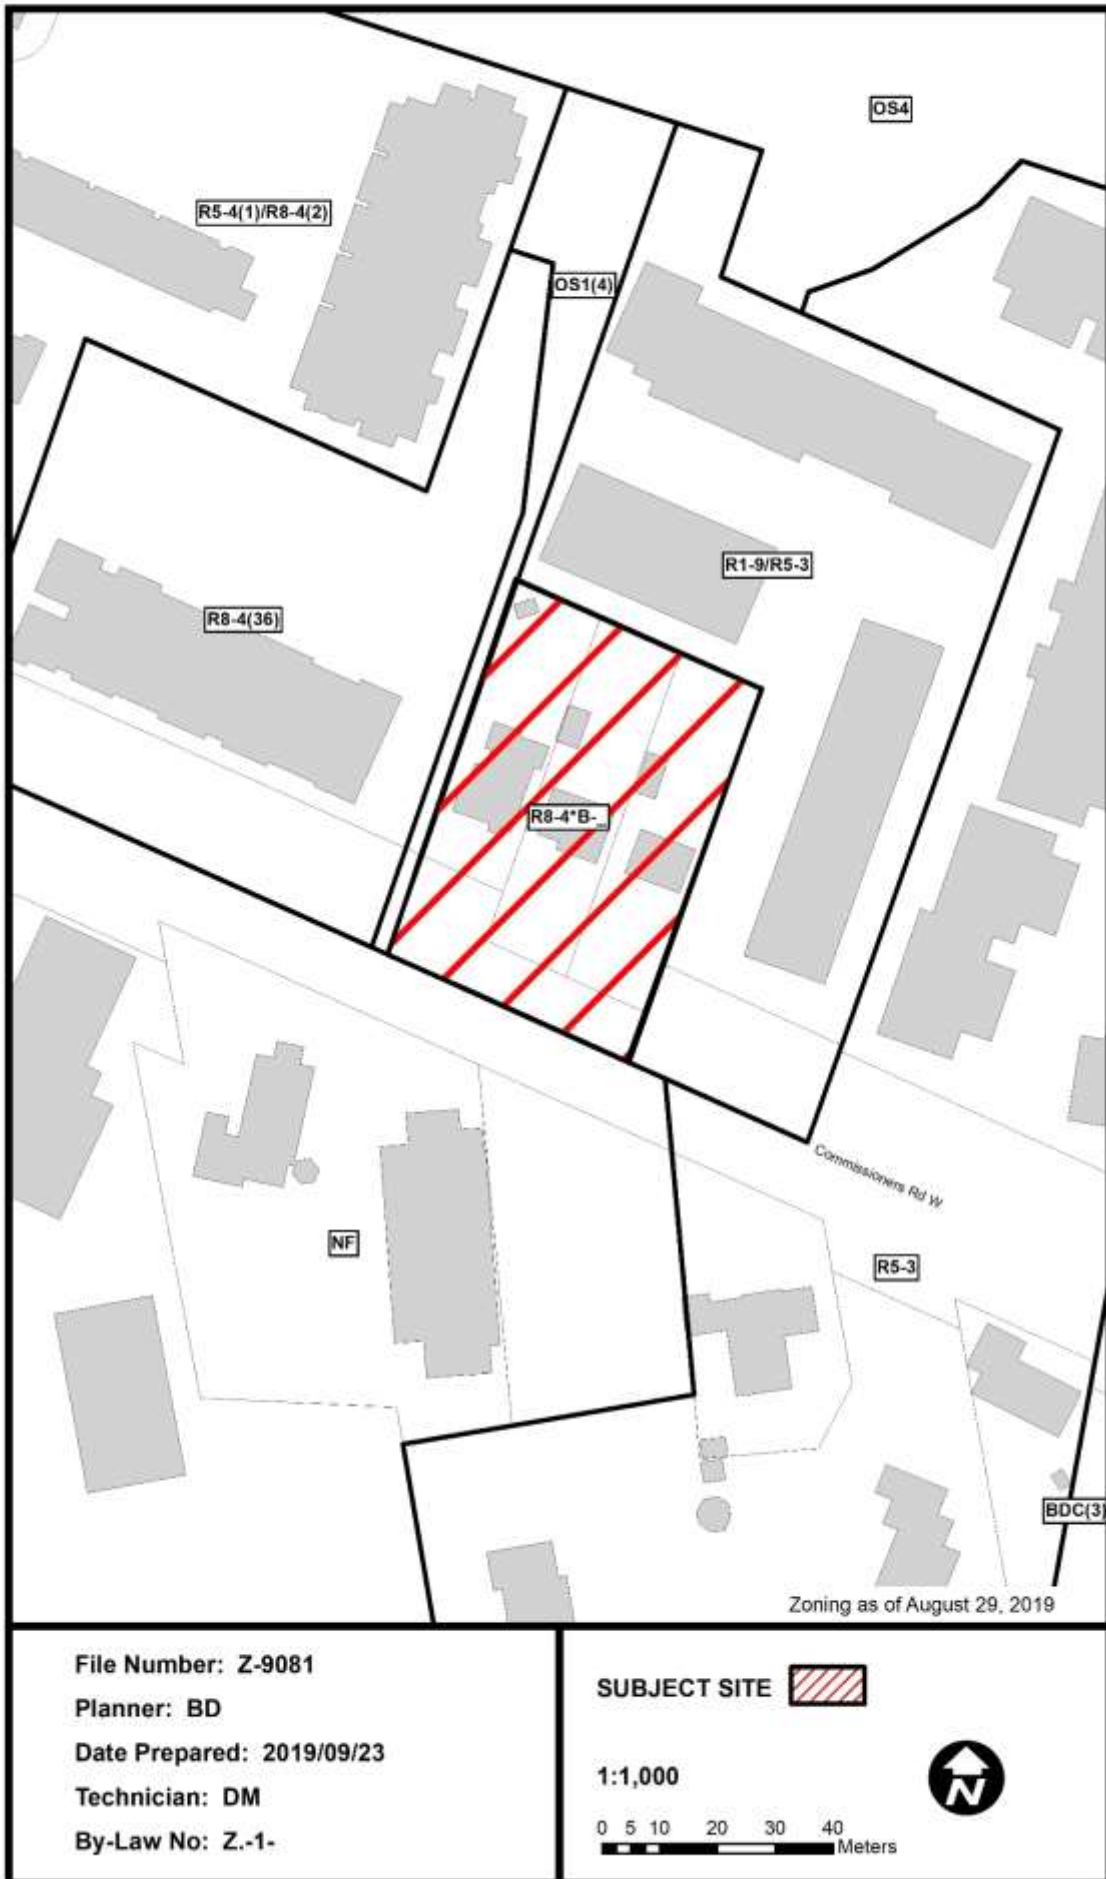 OS4
R5-4(1)/R8-4(2)
OS1(4)
R1-9/R5-3
R8-4(36)
R8-4*B-_
Commissioners Rd W
NF
R5-3
BDC(3)
Zoning as of August 29, 2019
File Number: Z-9081
Planner: BD
Date Prepared: 2019/09/23
Technician: DM
By-Law No: Z.-1-
SUBJECT SITE
1:1,000
N
0 5 10 20 30 40
Meters